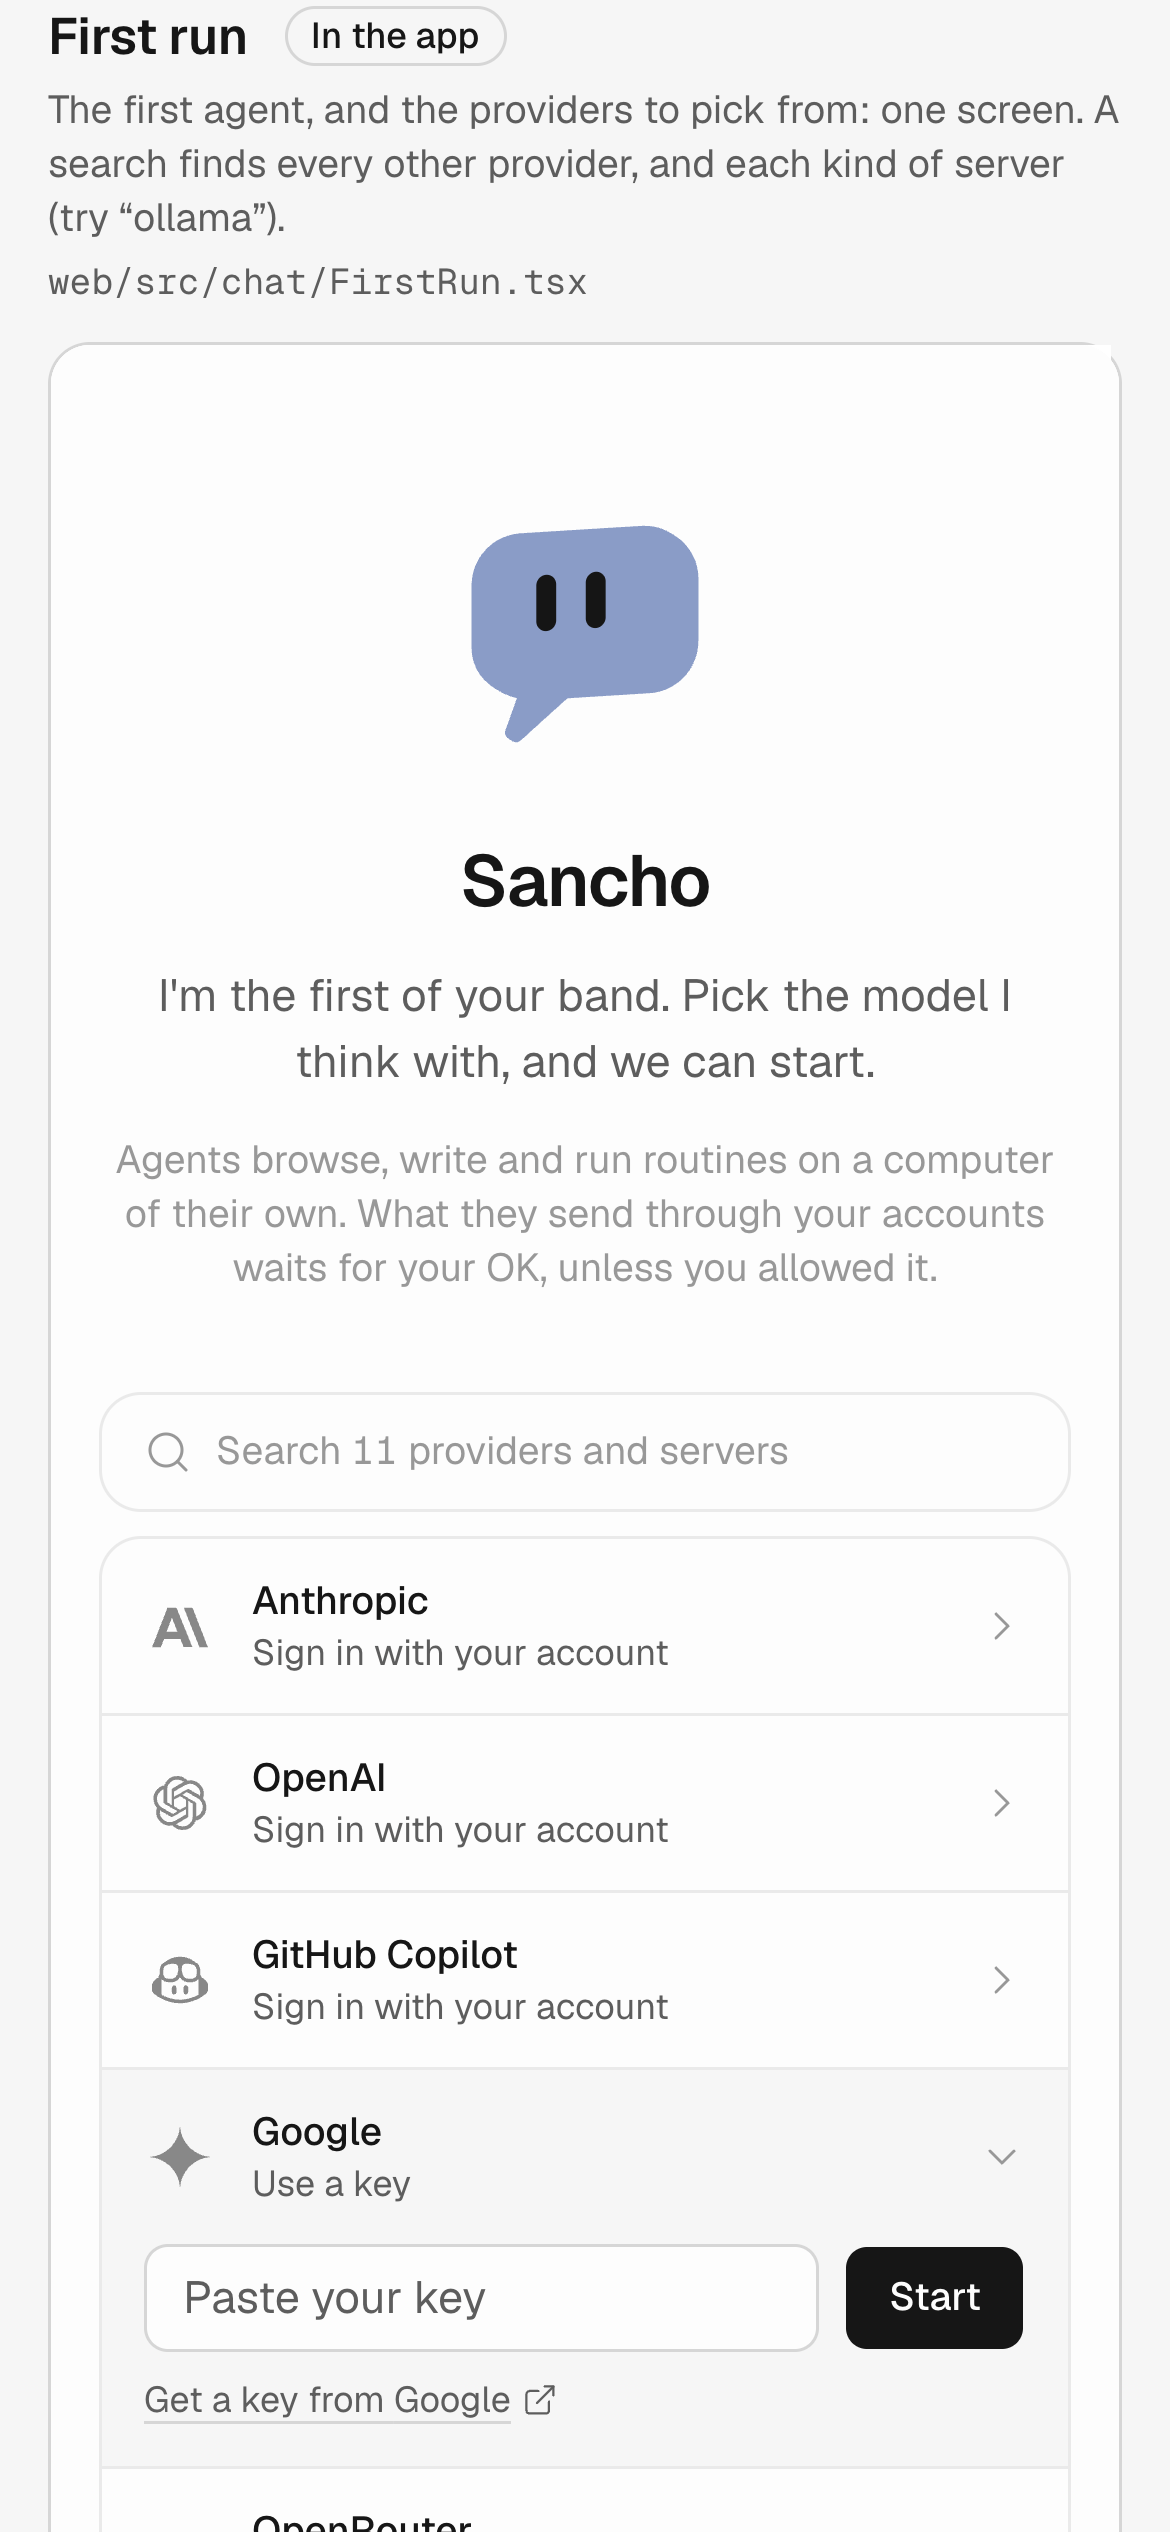 First run
In the app
The first agent, and the providers to pick from: one screen. A
search finds every other provider, and each kind of server
(try “ollama”).
web/src/chat/FirstRun.tsx
Sancho
I'm the first of your band. Pick the model I
think with, and we can start.
Agents browse, write and run routines on a computer
of their own. What they send through your accounts
waits for your OK, unless you allowed it.
Search 11 providers and servers
Anthropic
Sign in with your account
OpenAI
Sign in with your account
GitHub Copilot
Sign in with your account
Google
Use a key
Paste your key
Start
Get a key from Google
OpenRouter